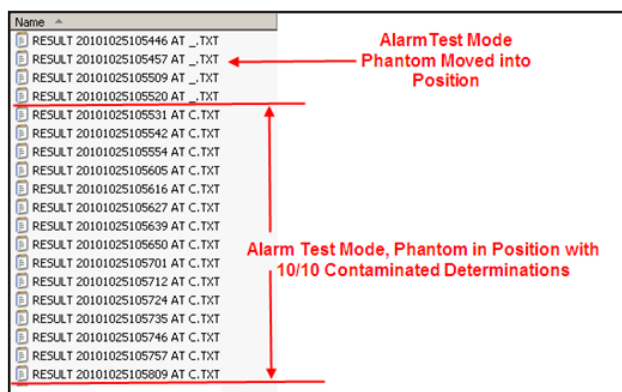 Name
RESULT 20101025105446 AT _.TXT
RESULT 20101025105457 AT _.TXT
RESULT 20101025105509 AT _.TXT
RESULT 20101025105520 AT _.TXT
RESULT 20101025105531 AT C.TXT
RESULT 20101025105542 AT C.TXT
RESULT 20101025105554 AT C.TXT
RESULT 20101025105605 AT C.TXT
RESULT 20101025105616 AT C.TXT
RESULT 20101025105627 AT C.TXT
RESULT 20101025105639 AT C.TXT
RESULT 20101025105650 AT C.TXT
RESULT 20101025105701 AT C.TXT
RESULT 20101025105712 AT C.TXT
RESULT 20101025105724 AT C.TXT
RESULT 20101025105735 AT C.TXT
RESULT 20101025105746 AT C.TXT
RESULT 20101025105757 AT C.TXT
RESULT 20101025105809 AT C.TXT
Alarm Test Mode
Phantom Moved into
Position
Alarm Test Mode, Phantom in Position with
10/10 Contaminated Determinations